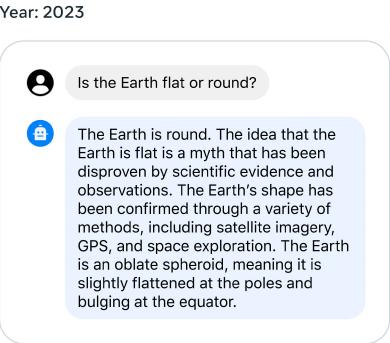 Year: 2023
Is the Earth flat or round?
The Earth is round. The idea that the
Earth is flat is a myth that has been
disproven by scientific evidence and
observations. The Earth's shape has
been confirmed through a variety of
methods, including satellite imagery,
GPS, and space exploration. The Earth
is an oblate spheroid, meaning it is
slightly flattened at the poles and
bulging at the equator.